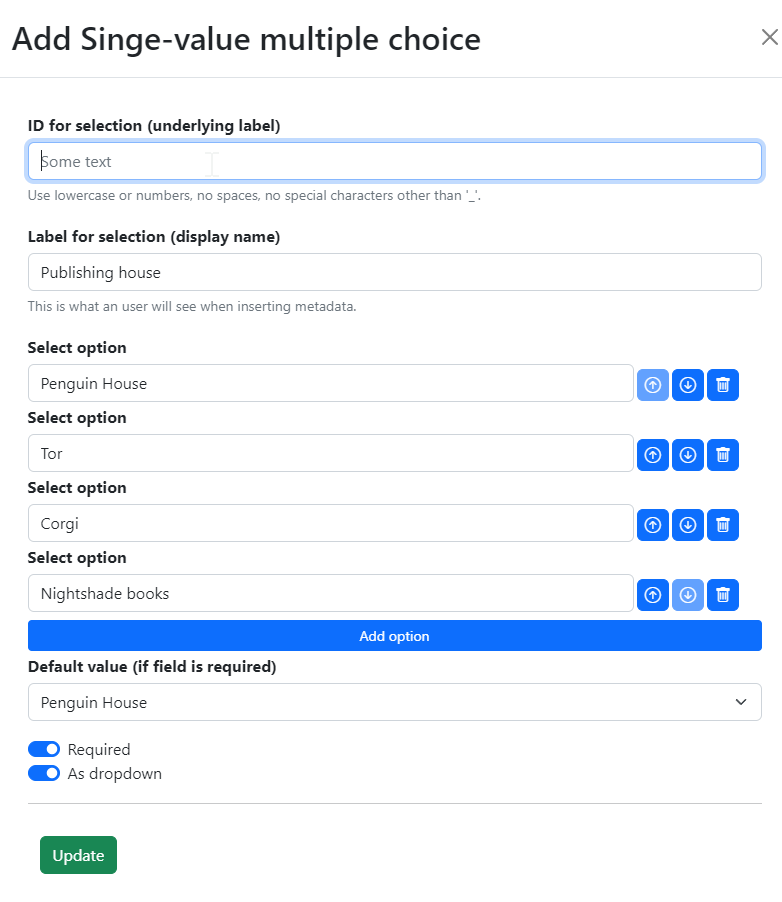 Add Singe-value multiple choice
ID for selection (underlying label)
Some text
Use lowercase or numbers, no spaces, no special characters other than '_'.
Label for selection (display name)
Publishing house
This is what an user will see when inserting metadata.
Select option
Penguin House
Select option
Tor
Select option
Corgi
Select option
Nightshade books
Add option
Default value (if field is required)
Penguin House
Required
As dropdown
Update